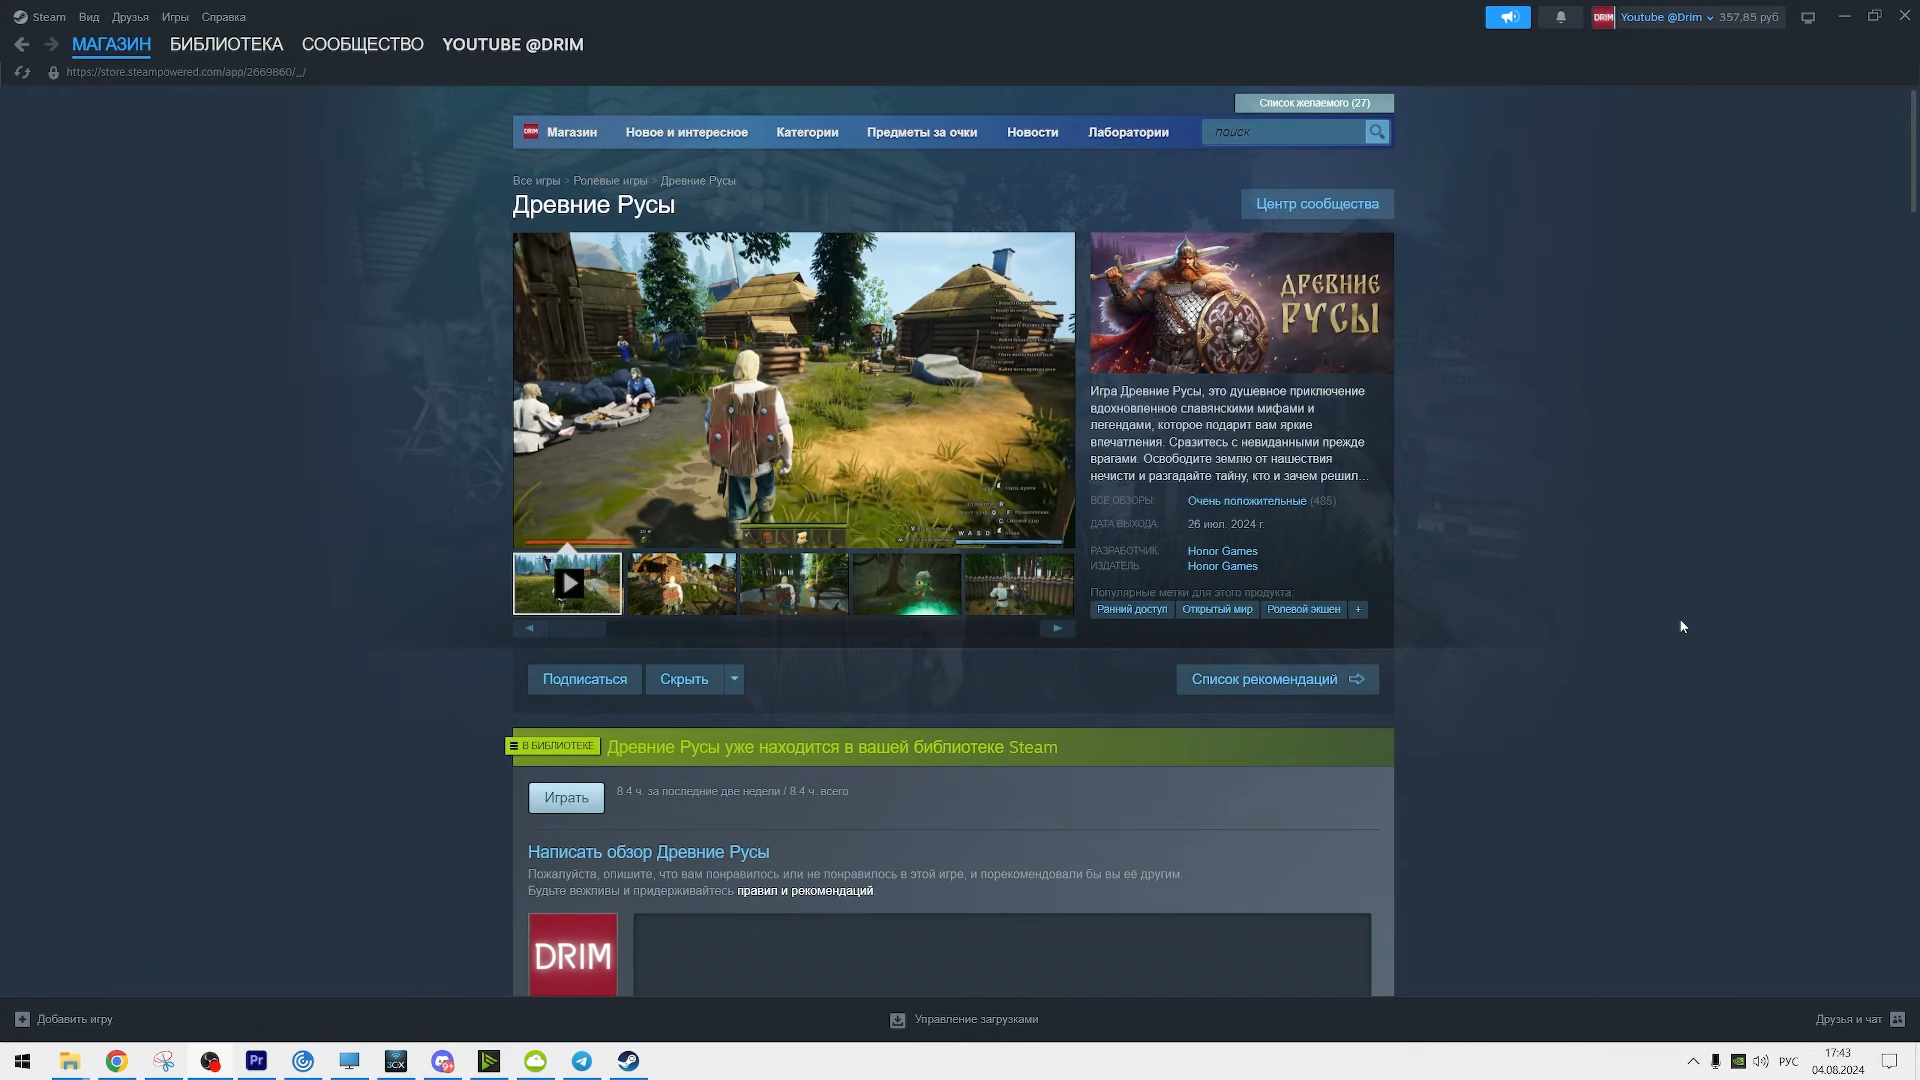 Steam Вид Друзья Игры Справка
DRIM Youtube @Drim 357,85 руб
МАГАЗИН БИБЛИОТЕКА СООБЩЕСТВО YOUTUBE @DRIM
https://store.steampowered.com/app/2669860/_/
Список желаемого (27)
DRIM Магазин Новое и интересное Категории Предметы за очки Новости Лаборатории поиск
Все игры > Ролевые игры > Древние Русы
Древние Русы
Центр сообщества
ДРЕВНИЕ
РУСЫ
Игра Древние Русы, это душевное приключение
вдохновленное славянскими мифами и
легендами, которое подарит вам яркие
впечатления. Сразитесь с невиданными прежде
врагами. Освободите землю от нашествия
нечисти и разгадайте тайну, кто и зачем решил...
ВСЕ ОБЗОРЫ: Очень положительные (485)
ДАТА ВЫХОДА: 26 июл. 2024 г.
РАЗРАБОТЧИК: Honor Games
ИЗДАТЕЛЬ: Honor Games
Популярные метки для этого продукта:
Ранний доступ Открытый мир Ролевой экшен +
W A S D
Подписаться Скрыть
Список рекомендаций
В БИБЛИОТЕКЕ Древние Русы уже находится в вашей библиотеке Steam
Играть 8.4 ч. за последние две недели / 8.4 ч. всего
Написать обзор Древние Русы
Пожалуйста, опишите, что вам понравилось или не понравилось в этой игре, и порекомендовали бы вы её другим.
Будьте вежливы и придерживайтесь правил и рекомендаций.
DRIM
Добавить игру
Управление загрузками
Друзья и чат
Pr
3CX
9+
РУС
17:43
04.08.2024